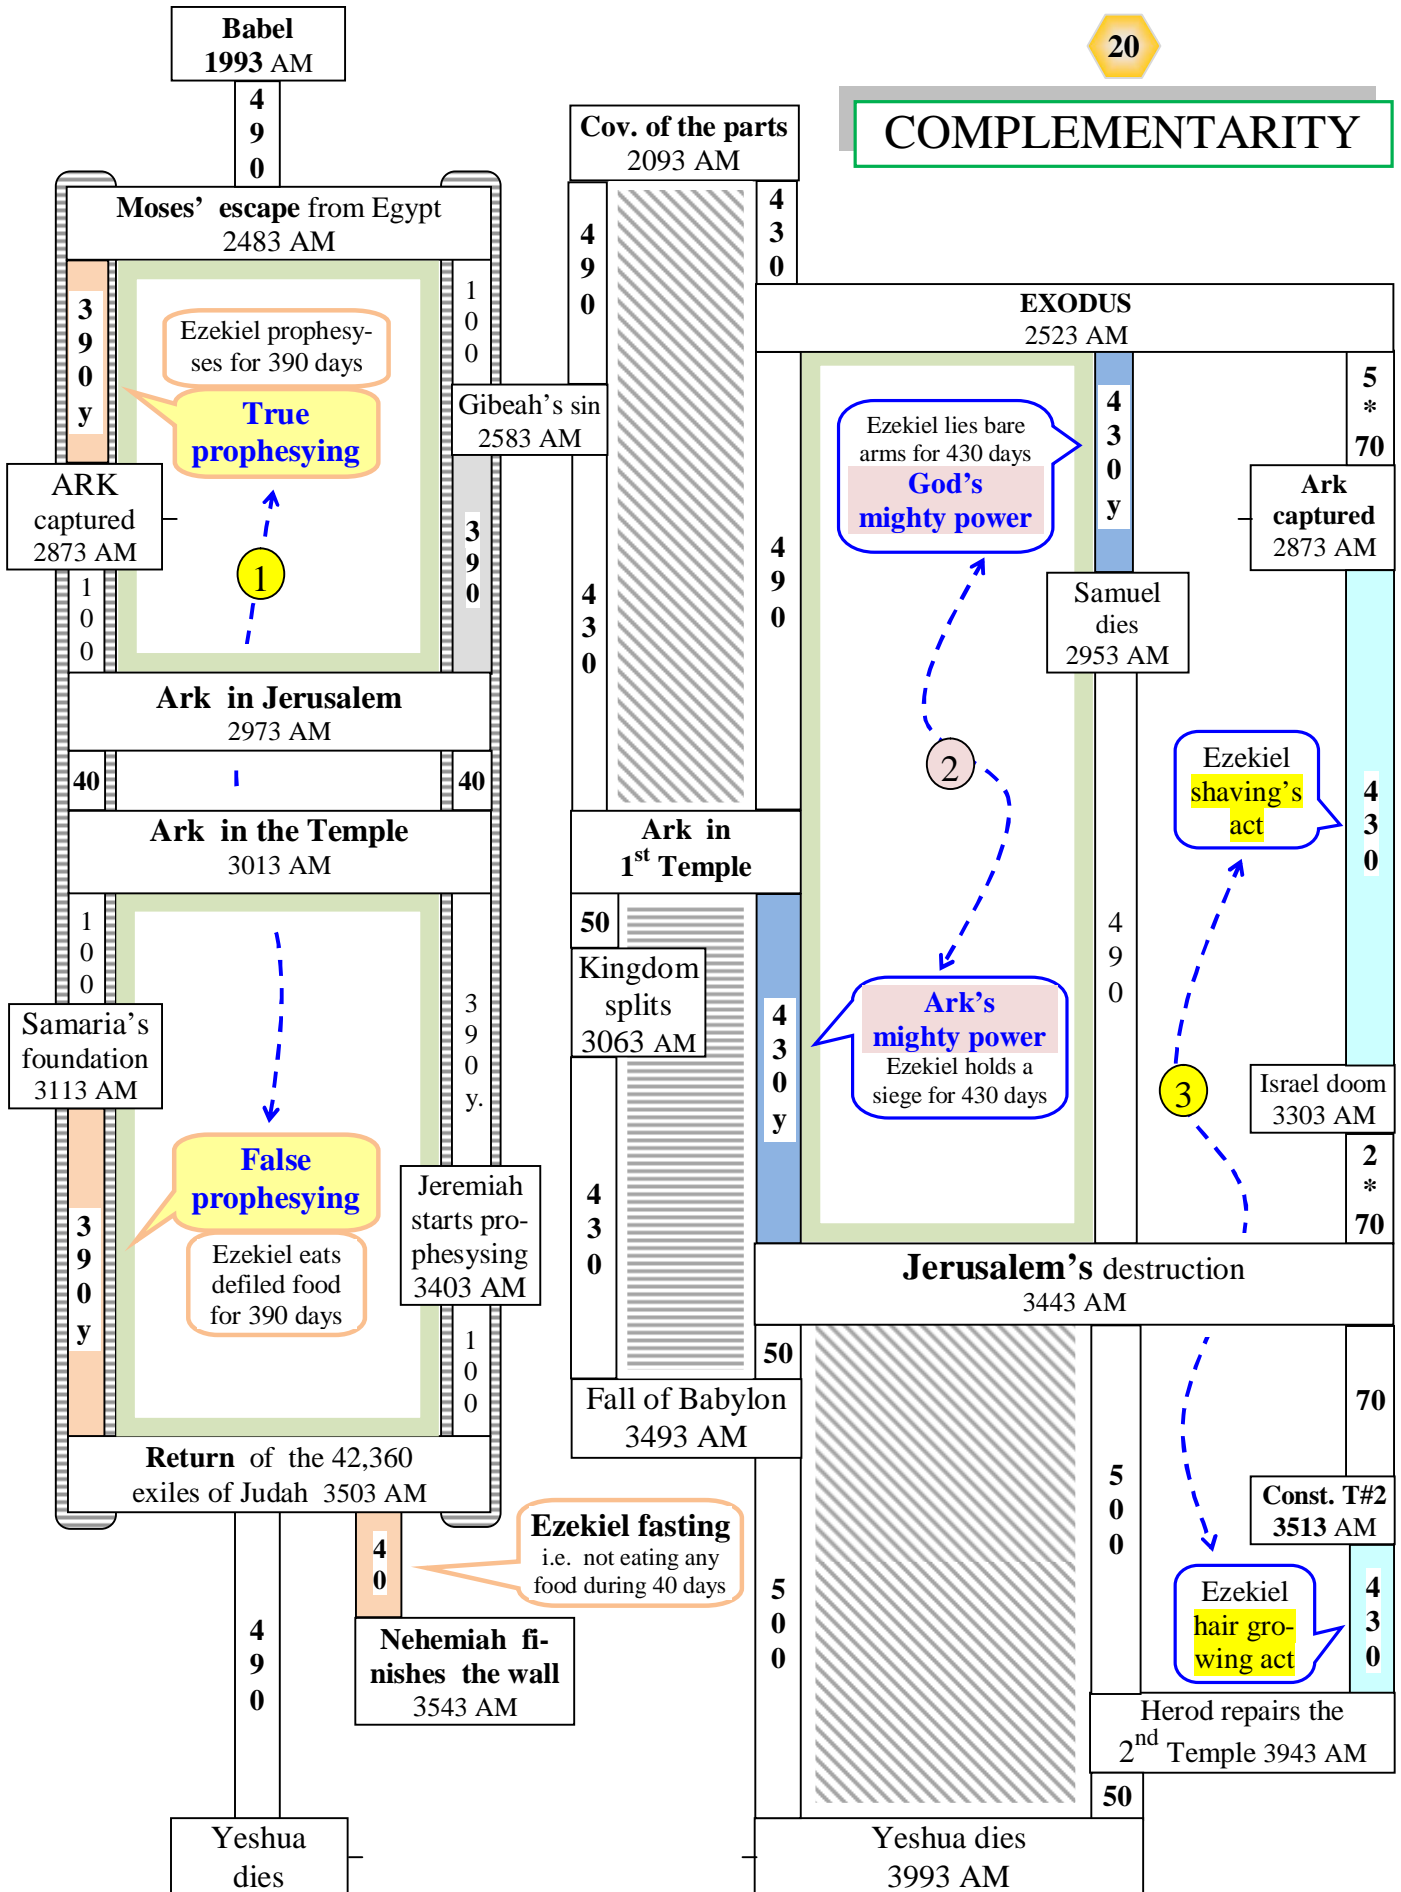 Babel
1993 AM
20
COMPLEMENTARITY
4
9
0
Cov. of the parts
2093 AM
Moses' escape from Egypt
2483 AM
4
9
0
4
3
0
3
9
0
y
1
0
0
Ezekiel prophesy-
ses for 390 days
True
prophesying
EXODUS
2523 AM
Gibeah's sin
2583 AM
4
3
0
y
5
*
70
Ezekiel lies bare
arms for 430 days
God's
mighty power
ARK
captured
2873 AM
Ark
captured
2873 AM
3
9
0
1
1
0
0
4
3
0
4
9
0
Samuel
dies
2953 AM
Ark in Jerusalem
2973 AM
2
Ezekiel
shaving's
act
4
3
0
40
40
Ark in the Temple
3013 AM
Ark in
1st Temple
1
0
0
50
4
9
0
Kingdom
splits
3063 AM
3
9
0
y.
4
3
0
y
Ark's
mighty power
Ezekiel holds a
siege for 430 days
Samaria's
foundation
3113 AM
3
Israel doom
3303 AM
False
prophesying
Ezekiel eats
defiled food
for 390 days
3
9
0
y
Jeremiah
starts pro-
phesysing
3403 AM
4
3
0
2
*
70
Jerusalem's destruction
3443 AM
1
0
0
50
70
Fall of Babylon
3493 AM
Return of the 42,360
exiles of Judah 3503 AM
5
0
0
Const. T#2
3513 AM
4
0
Ezekiel fasting
i.e. not eating any
food during 40 days
5
0
0
Ezekiel
hair gro-
wing act
4
3
0
4
9
0
Nehemiah fi-
nishes the wall
3543 AM
Herod repairs the
2nd Temple 3943 AM
50
Yeshua
dies
Yeshua dies
3993 AM